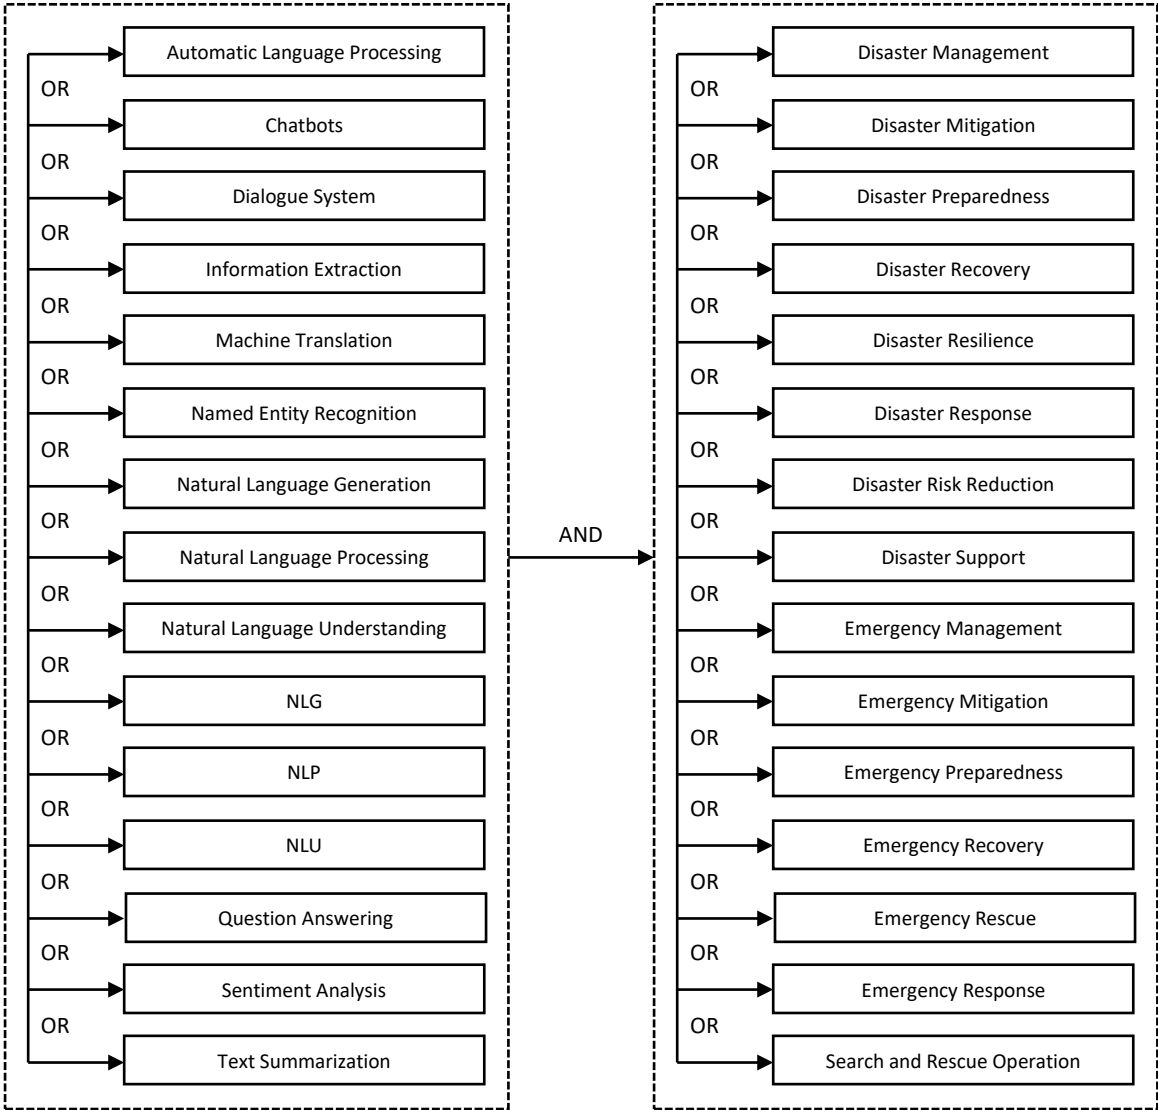 Automatic Language Processing
OR
Chatbots
OR
Dialogue System
OR
Information Extraction
OR
Machine Translation
OR
Named Entity Recognition
OR
Natural Language Generation
OR
Natural Language Processing
OR
Natural Language Understanding
OR
NLG
OR
NLP
OR
NLU
OR
Question Answering
OR
Sentiment Analysis
OR
Text Summarization
AND
Disaster Management
OR
Disaster Mitigation
OR
Disaster Preparedness
OR
Disaster Recovery
OR
Disaster Resilience
OR
Disaster Response
OR
Disaster Risk Reduction
OR
Disaster Support
OR
Emergency Management
OR
Emergency Mitigation
OR
Emergency Preparedness
OR
Emergency Recovery
OR
Emergency Rescue
OR
Emergency Response
OR
Search and Rescue Operation